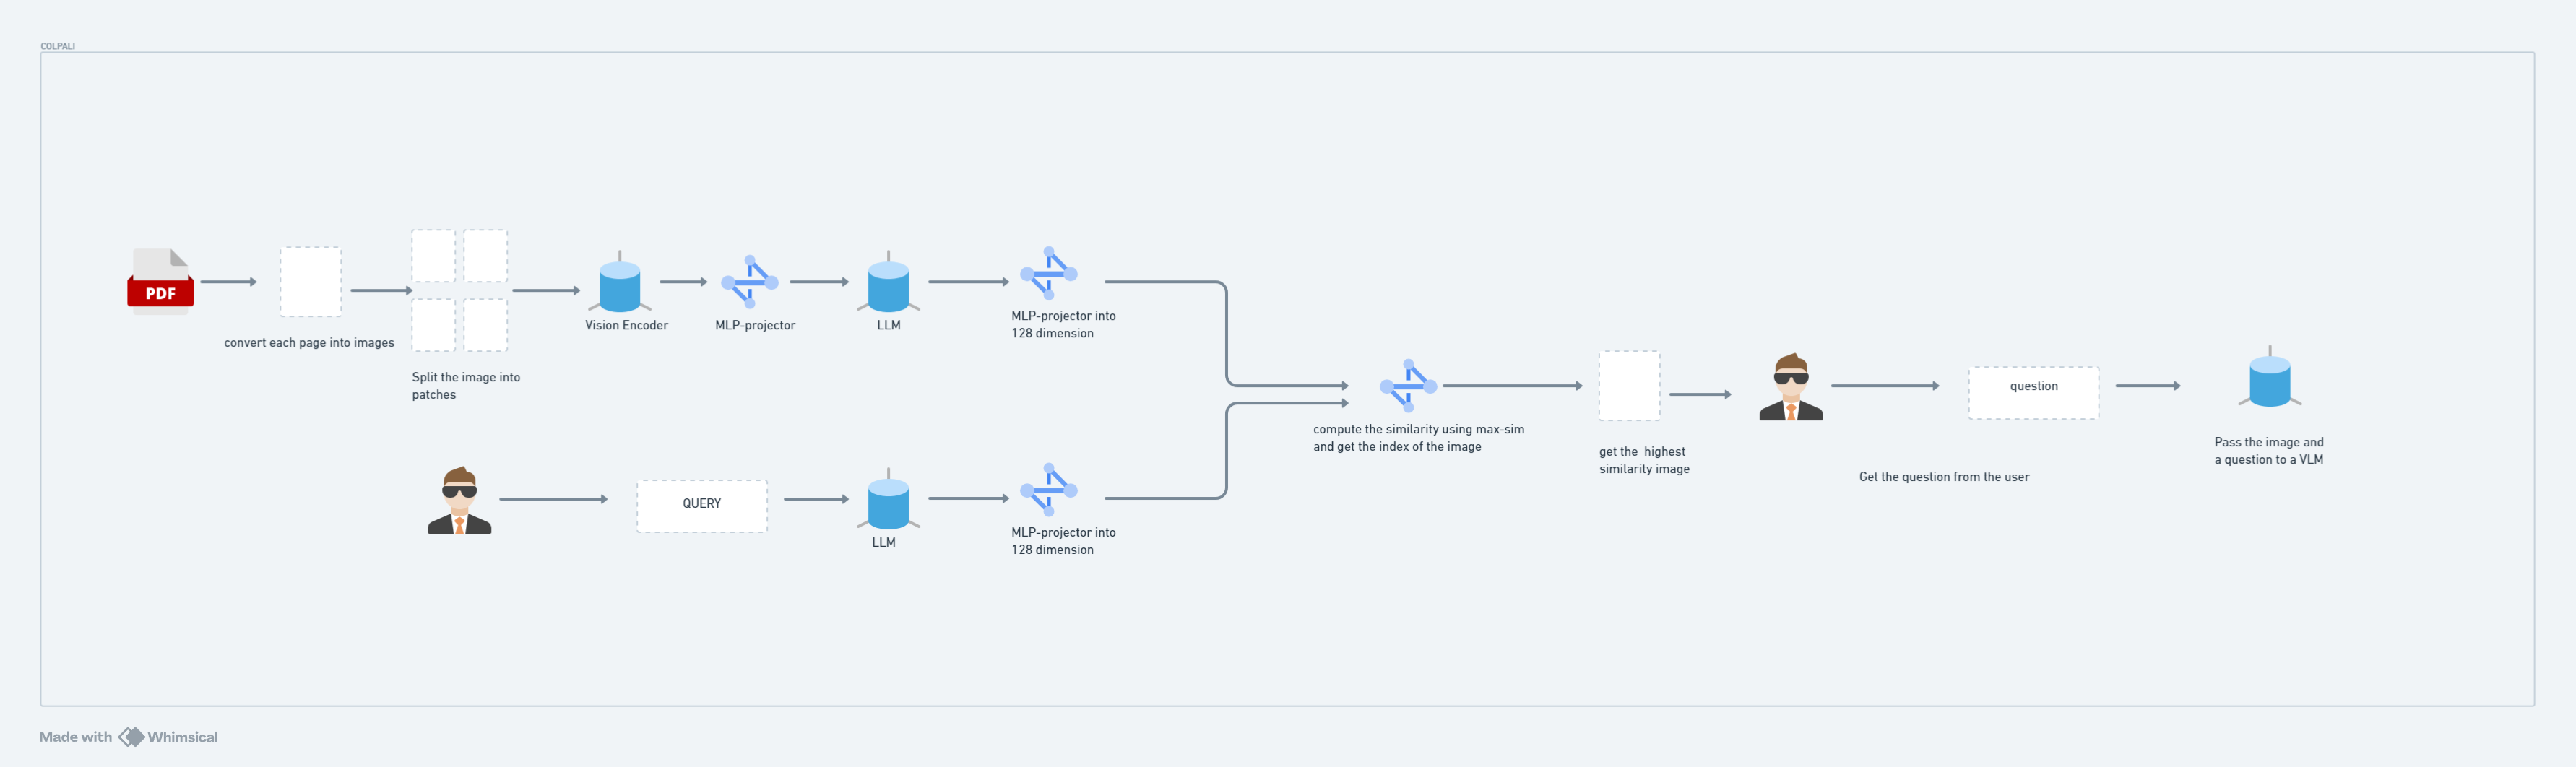 COLPALI
PDF
convert each page into images
Split the image into
patches
Vision Encoder
MLP-projector
LLM
MLP-projector into
128 dimension
QUERY
LLM
MLP-projector into
128 dimension
compute the similarity using max-sim
and get the index of the image
get the  highest
similarity image
question
Get the question from the user
Pass the image and
a question to a VLM
Made with Whimsical